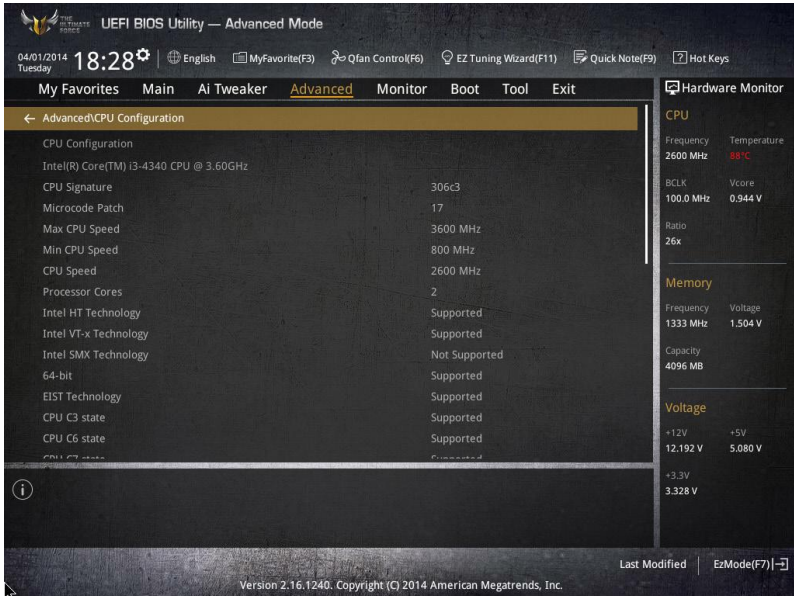 THE ULTIMATE FORCE UEFI BIOS Utility — Advanced Mode
04/01/2014 Tuesday 18:28 English MyFavorite(F3) Qfan Control(F6) EZ Tuning Wizard(F11) Quick Note(F9) ? Hot Keys
My Favorites Main Ai Tweaker Advanced Monitor Boot Tool Exit
← Advanced\CPU Configuration
CPU Configuration
Intel(R) Core(TM) i3-4340 CPU @ 3.60GHz
CPU Signature 306c3
Microcode Patch 17
Max CPU Speed 3600 MHz
Min CPU Speed 800 MHz
CPU Speed 2600 MHz
Processor Cores 2
Intel HT Technology Supported
Intel VT-x Technology Supported
Intel SMX Technology Not Supported
64-bit Supported
EIST Technology Supported
CPU C3 state Supported
CPU C6 state Supported
CPU C7 state Supported
Hardware Monitor
CPU
Frequency Temperature
2600 MHz 88°C
BCLK Vcore
100.0 MHz 0.944 V
Ratio
26x
Memory
Frequency Voltage
1333 MHz 1.504 V
Capacity
4096 MB
Voltage
+12V +5V
12.192 V 5.080 V
+3.3V
3.328 V
Last Modified EzMode(F7)
Version 2.16.1240. Copyright (C) 2014 American Megatrends, Inc.